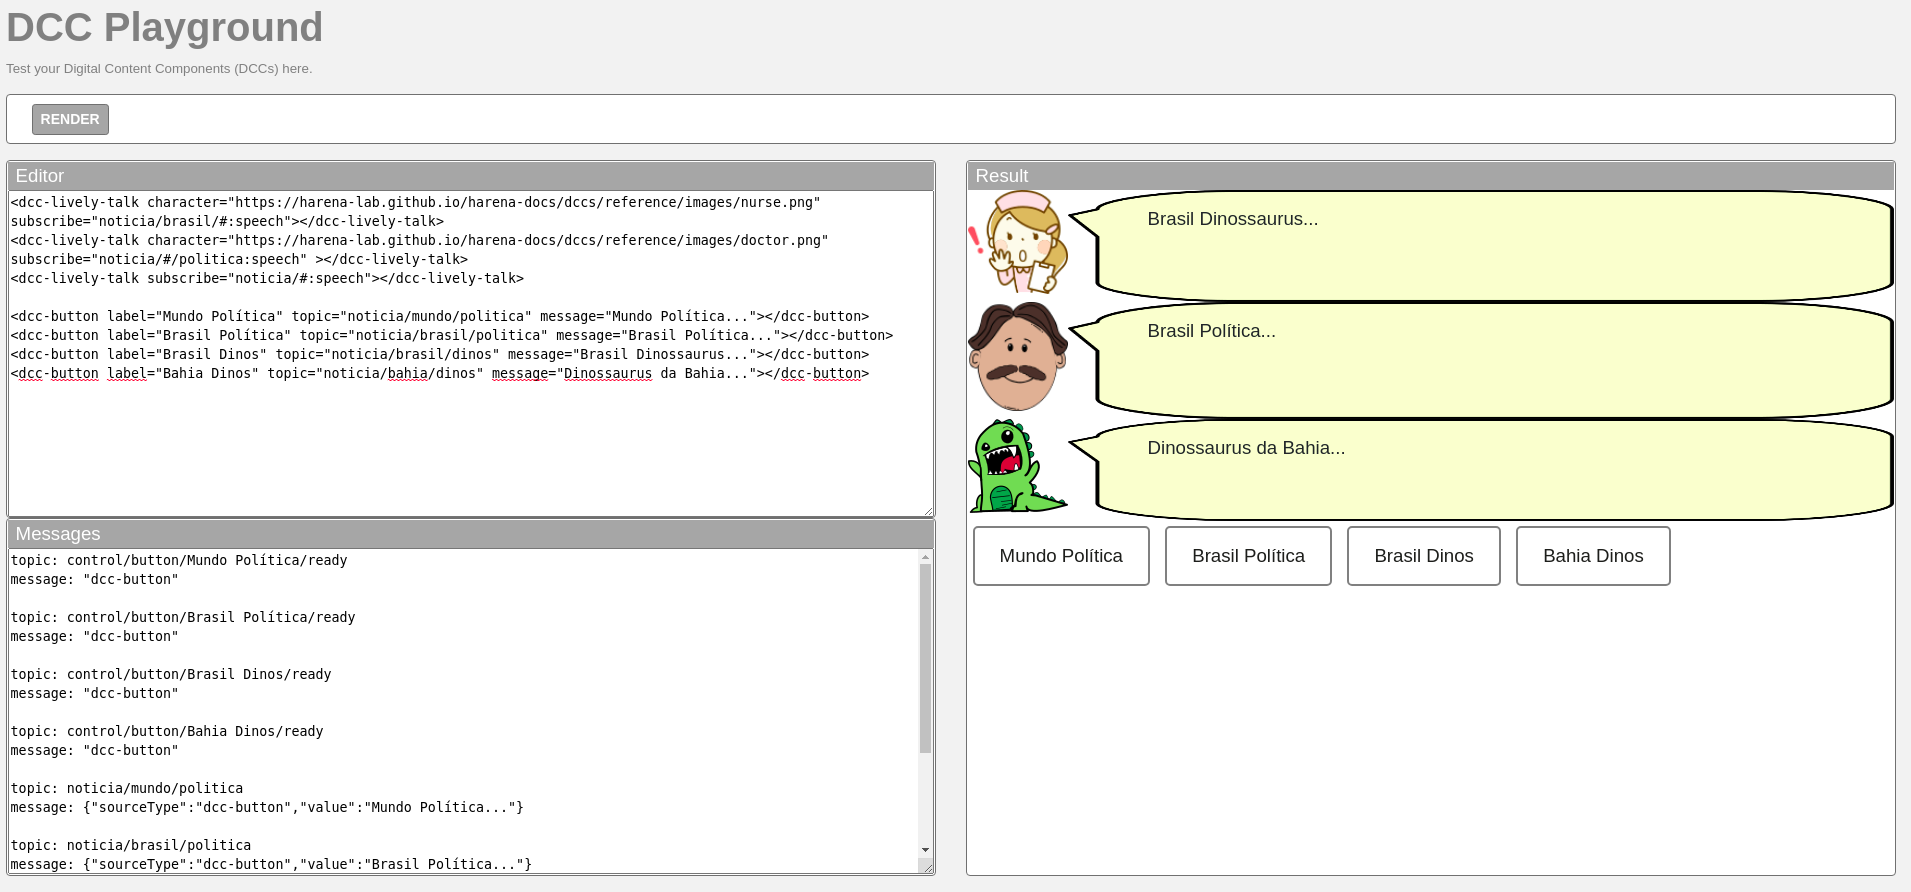 DCC Playground
Test your Digital Content Components (DCCs) here.
RENDER
Editor
<dcc-lively-talk character="https://harena-lab.github.io/harena-docs/dccs/reference/images/nurse.png"
subscribe="noticia/brasil/#:speech"></dcc-lively-talk>
<dcc-lively-talk character="https://harena-lab.github.io/harena-docs/dccs/reference/images/doctor.png"
subscribe="noticia/#/politica:speech" ></dcc-lively-talk>
<dcc-lively-talk subscribe="noticia/#:speech"></dcc-lively-talk>
<dcc-button label="Mundo Política" topic="noticia/mundo/politica" message="Mundo Política..."></dcc-button>
<dcc-button label="Brasil Política" topic="noticia/brasil/politica" message="Brasil Política..."></dcc-button>
<dcc-button label="Brasil Dinos" topic="noticia/brasil/dinos" message="Brasil Dinossaurus..."></dcc-button>
<dcc-button label="Bahia Dinos" topic="noticia/bahia/dinos" message="Dinossaurus da Bahia..."></dcc-button>
Messages
topic: control/button/Mundo Política/ready
message: "dcc-button"
topic: control/button/Brasil Política/ready
message: "dcc-button"
topic: control/button/Brasil Dinos/ready
message: "dcc-button"
topic: control/button/Bahia Dinos/ready
message: "dcc-button"
topic: noticia/mundo/politica
message: {"sourceType":"dcc-button","value":"Mundo Política..."}
topic: noticia/brasil/politica
message: {"sourceType":"dcc-button","value":"Brasil Política..."}
Result
Brasil Dinossaurus...
Brasil Política...
Dinossaurus da Bahia...
Mundo Política
Brasil Política
Brasil Dinos
Bahia Dinos